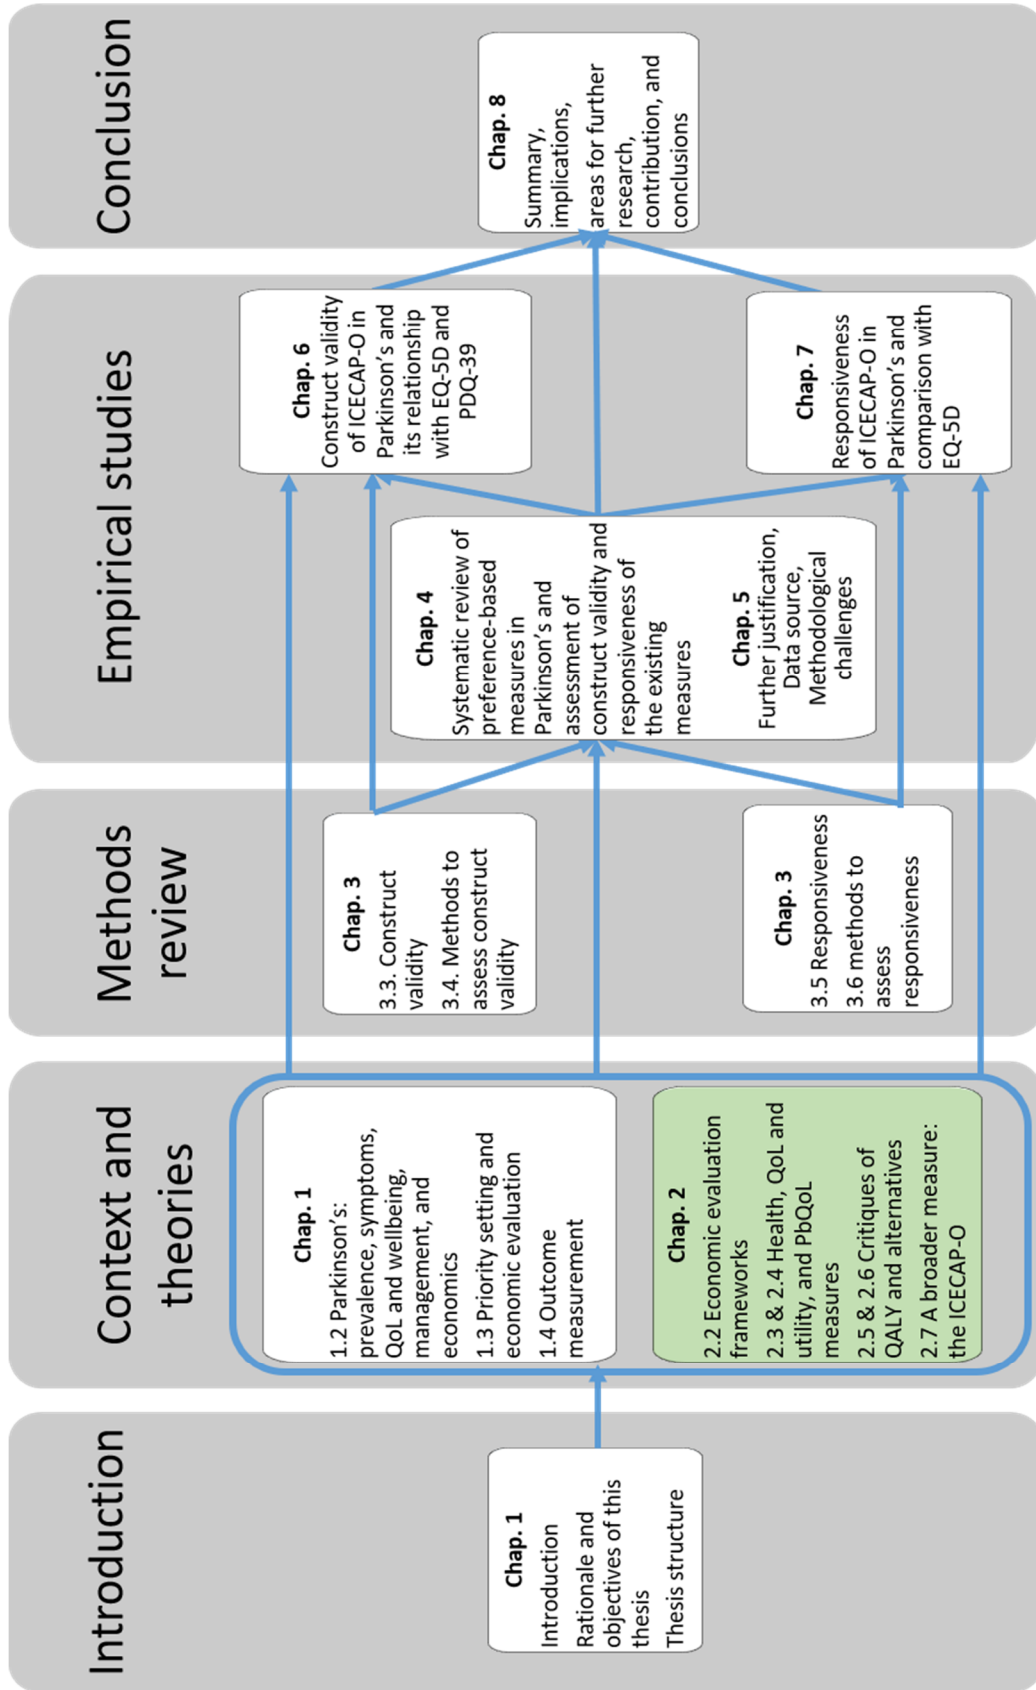 Introduction
Chap. 1
Introduction
Rationale and
objectives of this
thesis
Thesis structure
Context and
theories
Chap. 1
1.2 Parkinson's:
prevalence, symptoms,
QoL and wellbeing,
management, and
economics
1.3 Priority setting and
economic evaluation
1.4 Outcome
measurement
Chap. 2
2.2 Economic evaluation
frameworks
2.3 & 2.4 Health, QoL and
utility, and PbQoL
measures
2.5 & 2.6 Critiques of
QALY and alternatives
2.7 A broader measure:
the ICECAP-O
Methods
review
Chap. 3
3.3. Construct
validity
3.4. Methods to
assess construct
validity
Chap. 3
3.5 Responsiveness
3.6 methods to
assess
responsiveness
Empirical studies
Chap. 4
Systematic review of
preference-based
measures in
Parkinson's and
assessment of
construct validity and
responsiveness of
the existing
measures
Chap. 5
Further justification,
Data source,
Methodological
challenges
Chap. 6
Construct validity
of ICECAP-O in
Parkinson's and
its relationship
with EQ-5D and
PDQ-39
Chap. 7
Responsiveness
of ICECAP-O in
Parkinson's and
comparison with
EQ-5D
Conclusion
Chap. 8
Summary,
implications,
areas for further
research,
contribution, and
conclusions